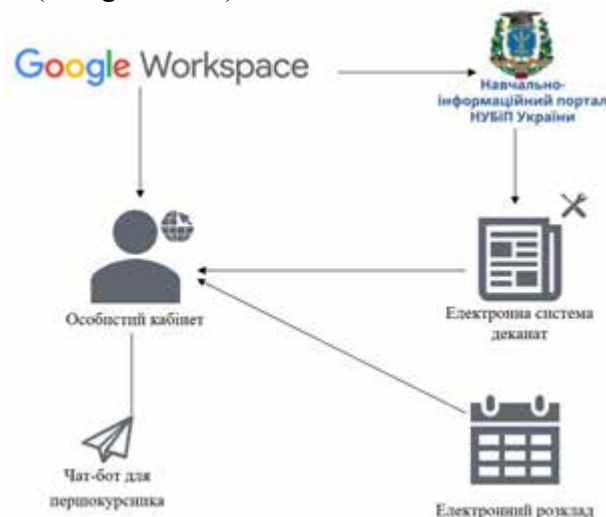 Google Workspace
Навчально-
інформаційний портал
НУБіП України
Особистий кабінет
Електронна система
деканат
Чат-бот для
першокурсника
Електронний розклад